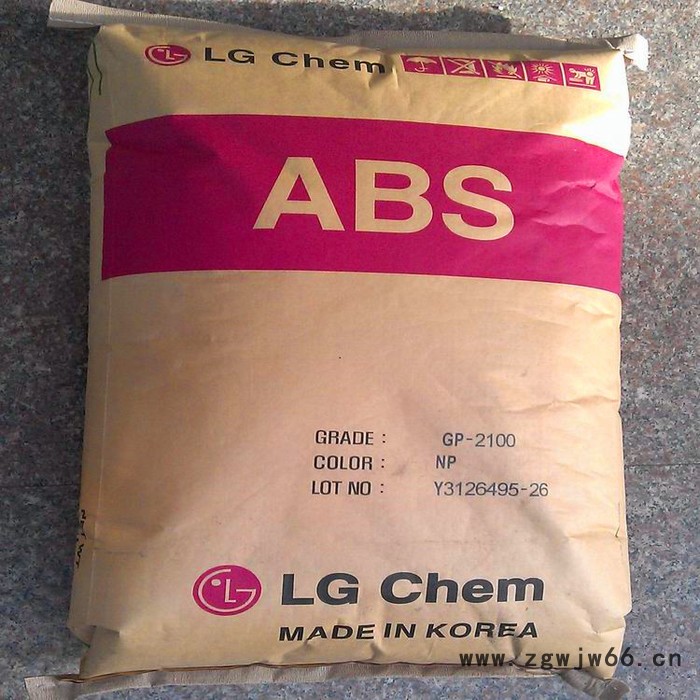 LG Chem
ABS
GRADE : GP-2100
COLOR : NP
LOT NO : Y3126495-26
LG Chem
MADE IN KOREA
www.zgwjw66.cn